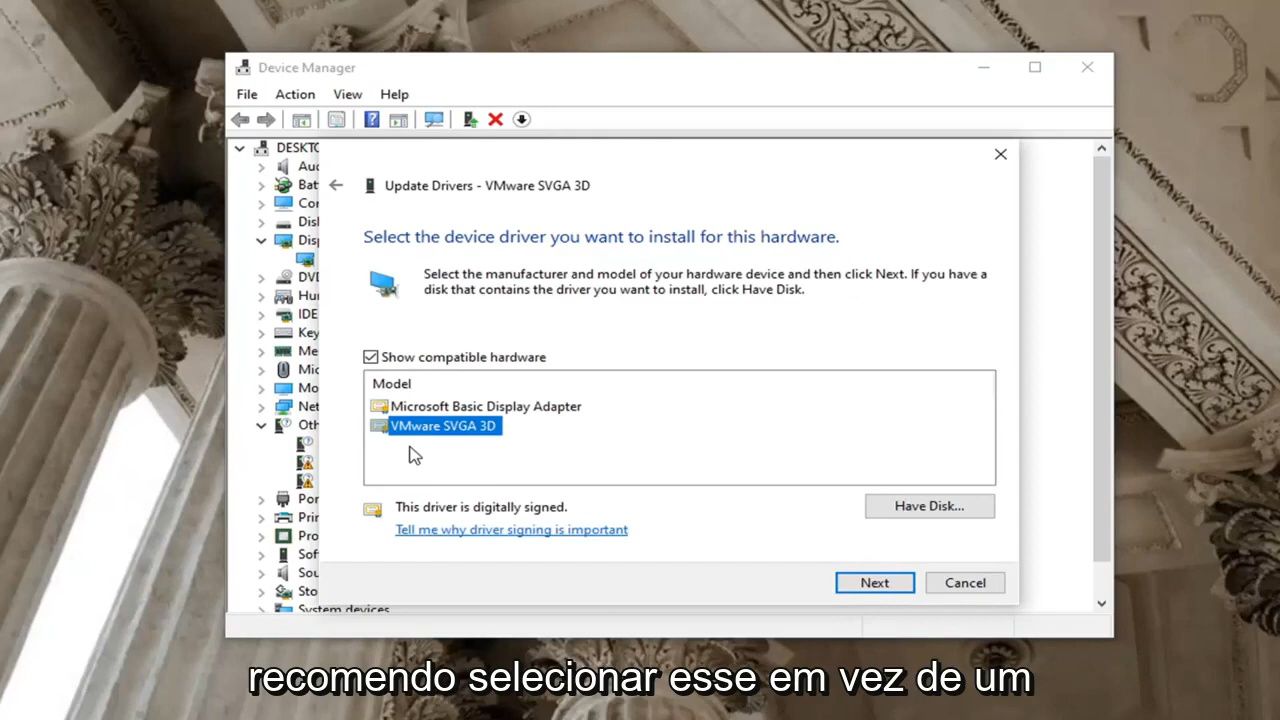 Device Manager
File Action View Help
DESKTO
Aud
Bat
Co
Disl
Disp
DVD
Hu
IDE
Key
Me
Mic
Mo
Net
Oth
Por
Prin
Pro
Sof
Sou
Sto
System devices
Update Drivers - VMware SVGA 3D
Select the device driver you want to install for this hardware.
Select the manufacturer and model of your hardware device and then click Next. If you have a
disk that contains the driver you want to install, click Have Disk.
Show compatible hardware
Model
Microsoft Basic Display Adapter
VMware SVGA 3D
This driver is digitally signed.
Have Disk...
Tell me why driver signing is important
Next Cancel
recomendo selecionar esse em vez de um